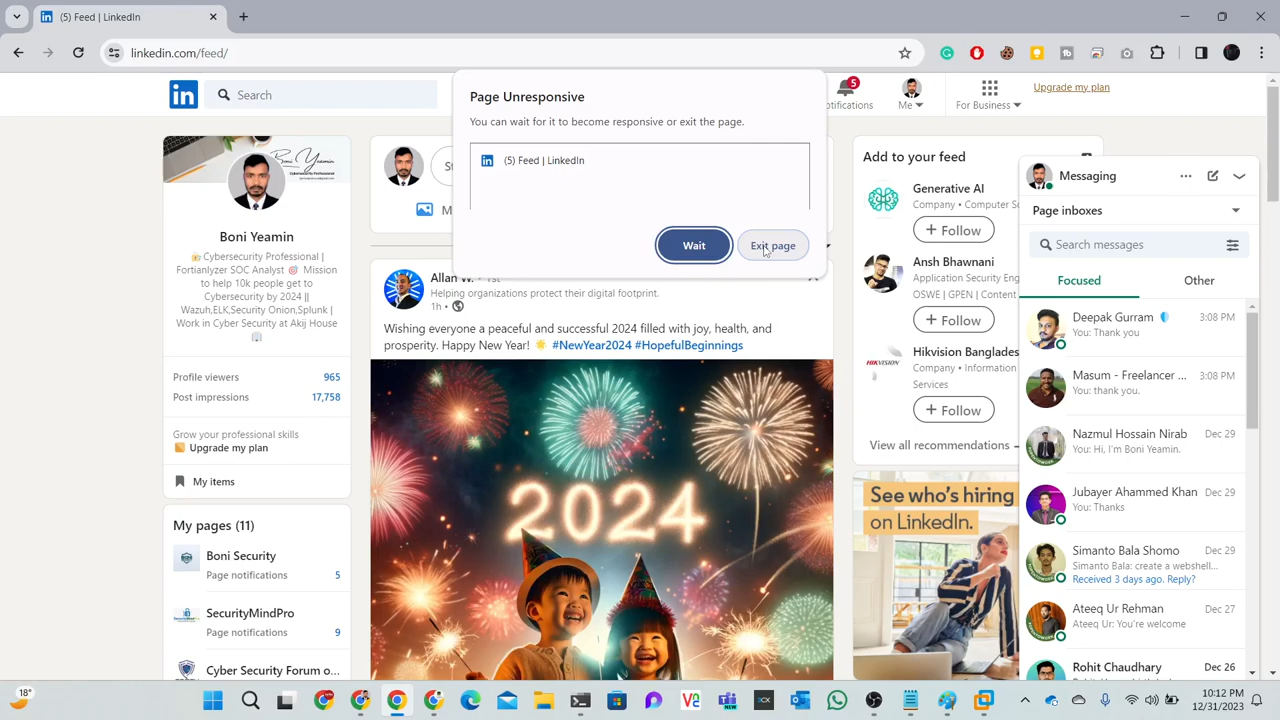 (5) Feed | LinkedIn
linkedin.com/feed/
in
Search
5
otifications
Me
For Business
Upgrade my plan
Page Unresponsive
You can wait for it to become responsive or exit the page.
(5) Feed | LinkedIn
Wait
Exit page
Boni Yeamin
Cybersecurity Professional
Boni Yeamin
Cybersecurity Professional |
Fortianlyzer SOC Analyst 🎯 Mission
to help 10k people get to
Cybersecurity by 2024 ||
Wazuh,ELK,Security Onion,Splunk |
Work in Cyber Security at Akij House
Profile viewers 965
Post impressions 17,758
Grow your professional skills
Upgrade my plan
My items
My pages (11)
Boni Security
Page notifications 5
SecurityMindPro
Page notifications 9
Cyber Security Forum o...
St
M
Allan W. • 1st
Helping organizations protect their digital footprint.
1h •
Wishing everyone a peaceful and successful 2024 filled with joy, health, and
prosperity. Happy New Year! 🌟 #NewYear2024 #HopefulBeginnings
2024
Add to your feed
Generative AI
Company • Computer S
+ Follow
Ansh Bhawnani
Application Security Eng
OSWE | GPEN | Content
+ Follow
HIKVISION
Hikvision Banglades
Company • Information
Services
+ Follow
View all recommendations
See who's hiring
on LinkedIn.
Messaging
Page inboxes
Search messages
Focused
Other
Deepak Gurram 3:08 PM
You: Thank you
Masum - Freelancer ... 3:08 PM
You: thank you.
Nazmul Hossain Nirab Dec 29
You: Hi, I'm Boni Yeamin.
Jubayer Ahammed Khan Dec 29
You: Thanks
Simanto Bala Shomo Dec 29
Simanto Bala: create a webshell...
Received 3 days ago. Reply?
Ateeq Ur Rehman Dec 27
Ateeq Ur: You're welcome
Rohit Chaudhary Dec 26
18°
10:12 PM
12/31/2023